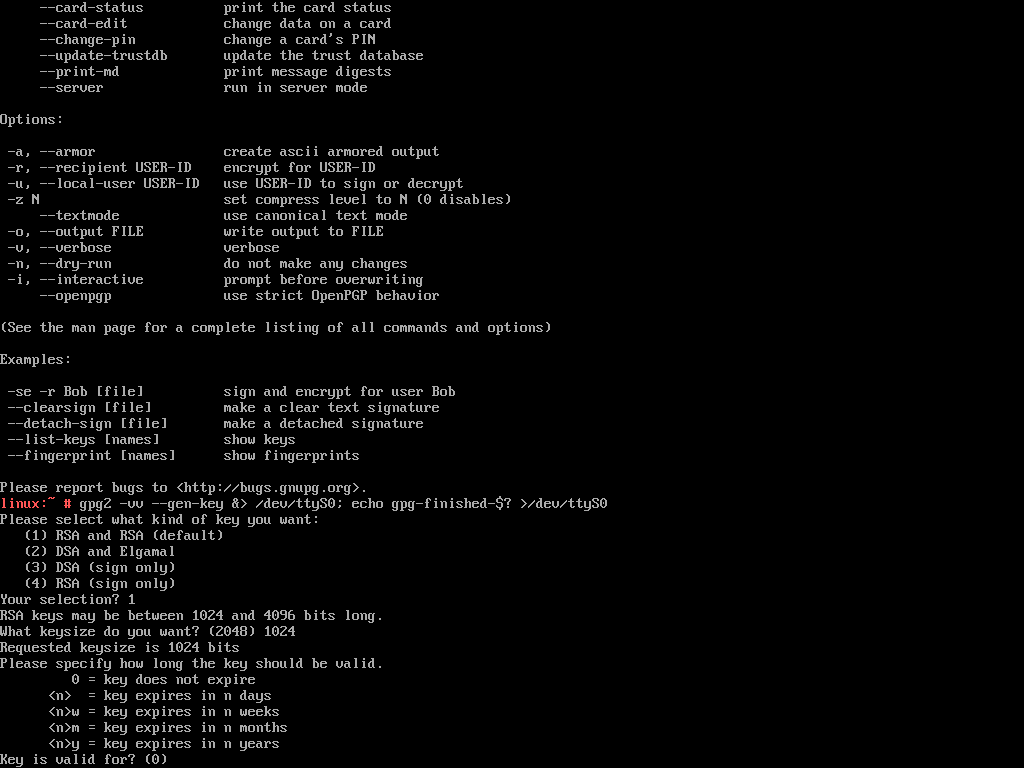 --card-status print the card status
--card-edit change data on a card
--change-pin change a card's PIN
--update-trustdb update the trust database
--print-md print message digests
--server run in server mode
Options:
-a, --armor create ascii armored output
-r, --recipient USER-ID encrypt for USER-ID
-u, --local-user USER-ID use USER-ID to sign or decrypt
-z N set compress level to N (0 disables)
--textmode use canonical text mode
-o, --output FILE write output to FILE
-v, --verbose verbose
-n, --dry-run do not make any changes
-i, --interactive prompt before overwriting
--openpgp use strict OpenPGP behavior
(See the man page for a complete listing of all commands and options)
Examples:
-se -r Bob [file] sign and encrypt for user Bob
--clearsign [file] make a clear text signature
--detach-sign [file] make a detached signature
--list-keys [names] show keys
--fingerprint [names] show fingerprints
Please report bugs to <http://bugs.gnupg.org>.
linux:~ # gpg2 -vv --gen-key &> /dev/ttyS0; echo gpg-finished-$? >/dev/ttyS0
Please select what kind of key you want:
(1) RSA and RSA (default)
(2) DSA and Elgamal
(3) DSA (sign only)
(4) RSA (sign only)
Your selection? 1
RSA keys may be between 1024 and 4096 bits long.
What keysize do you want? (2048) 1024
Requested keysize is 1024 bits
Please specify how long the key should be valid.
0 = key does not expire
<n> = key expires in n days
<n>w = key expires in n weeks
<n>m = key expires in n months
<n>y = key expires in n years
Key is valid for? (0)